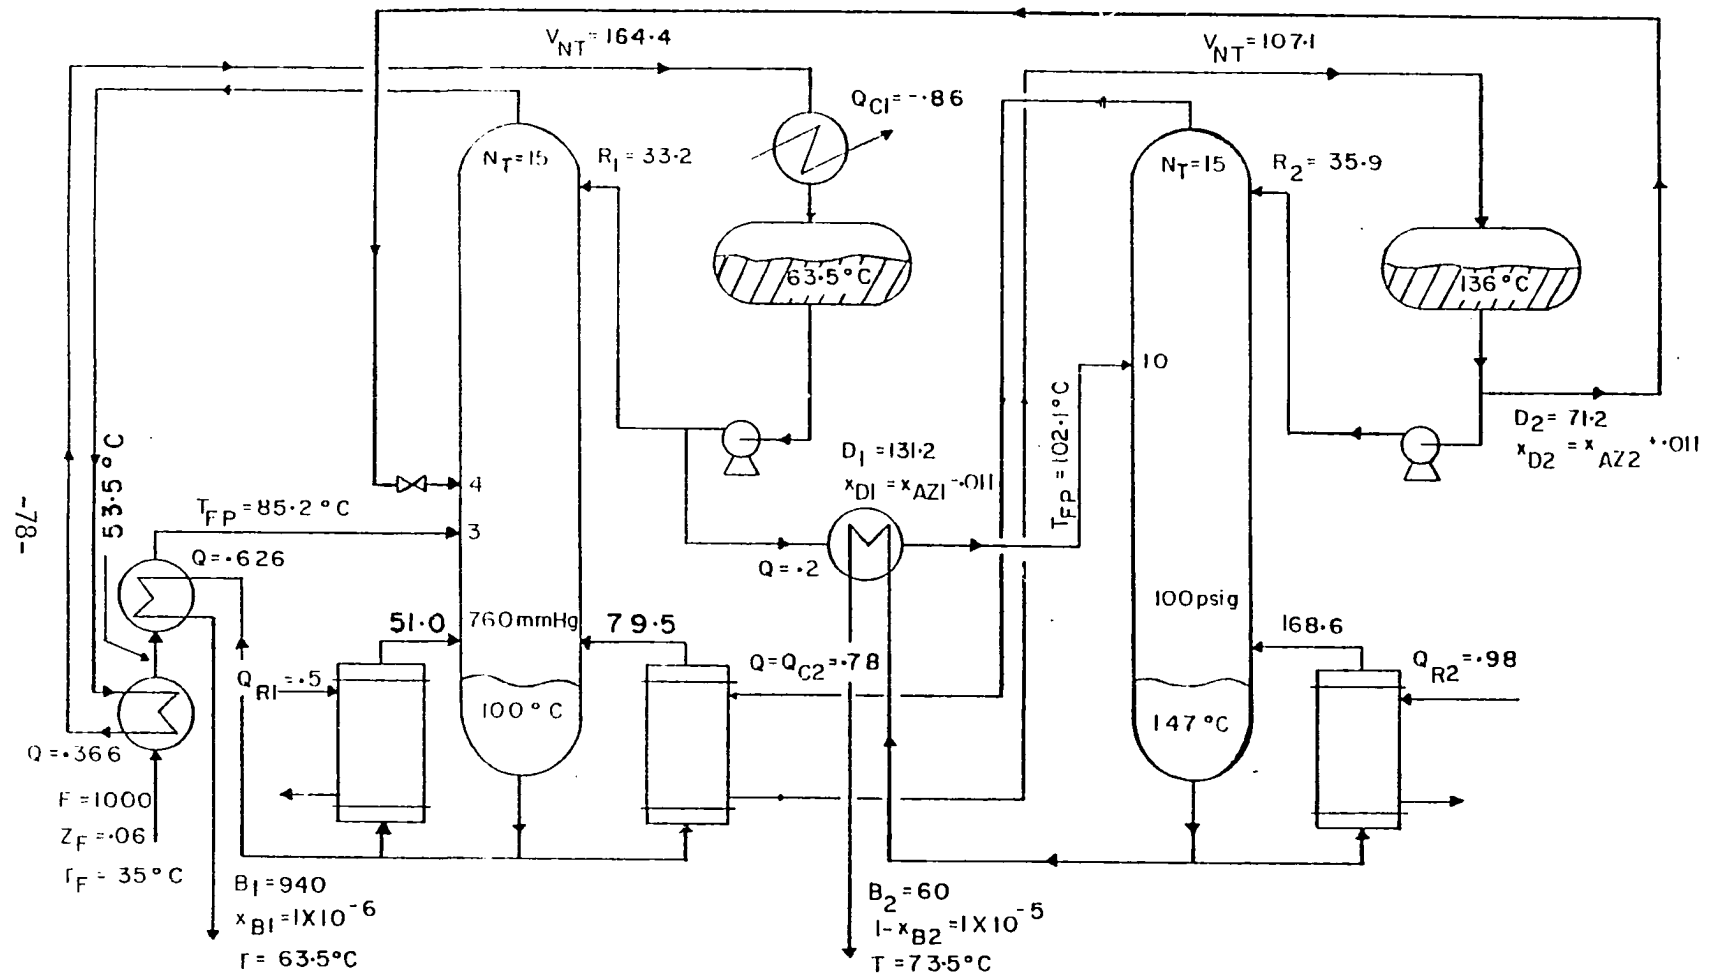 V_NT = 164.4
V_NT = 107.1
Q_C1 = -.86
N_T = 15
R_1 = 33.2
N_T = 15
R_2 = 35.9
63.5°C
136°C
10
D_1 = 131.2
x_D1 = x_AZ1 -.011
T_FP = 102.1°C
D_2 = 71.2
x_D2 = x_AZ2 +.011
53.5°C
4
T_FP = 85.2°C
3
-78-
Q = .626
Q = .2
51.0
760mmHg
79.5
100psig
168.6
Q_R1 = .5
Q = Q_C2 = .78
Q_R2 = .98
100°C
147°C
Q = .366
F = 1000
Z_F = .06
T_F = 35°C
B_1 = 940
x_B1 = 1X10^-6
T = 63.5°C
B_2 = 60
1-x_B2 = 1X10^-5
T = 73.5°C